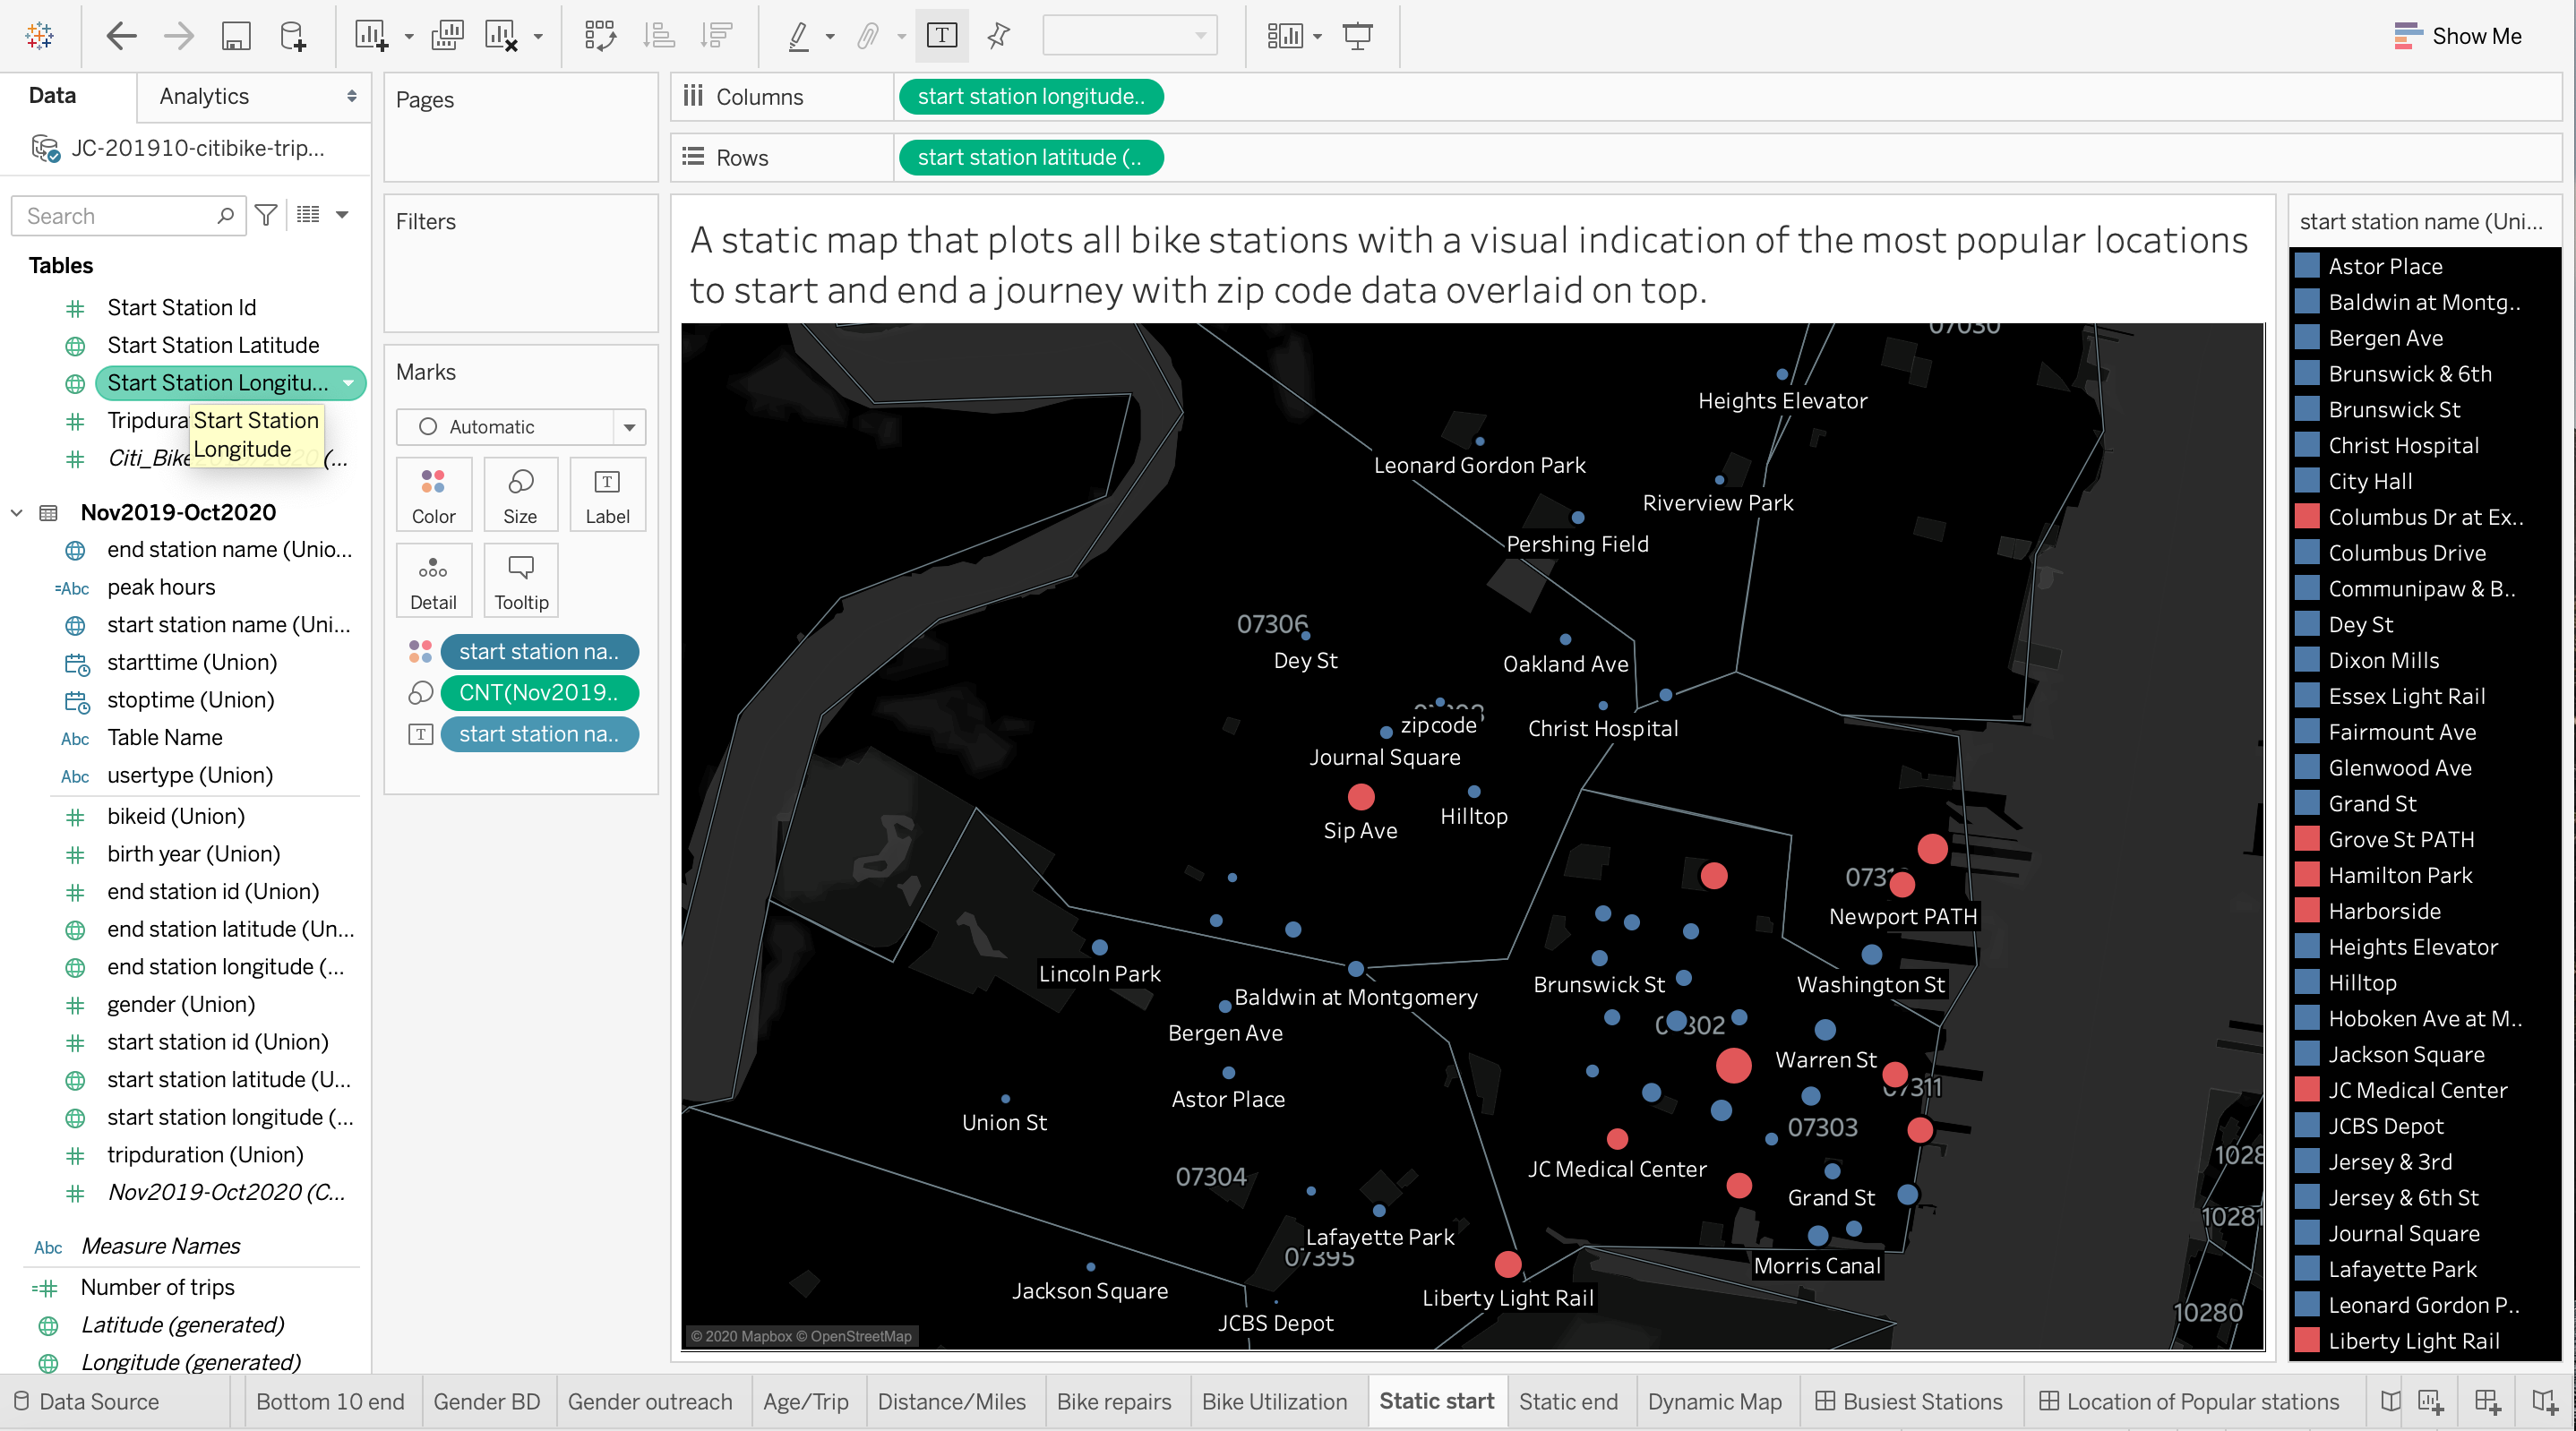 Show Me
Data
Analytics
JC-201910-citibike-trip...
Search
Tables
Start Station Id
Start Station Latitude
Start Station Longitu...
Tripdura
Start Station
Longitude
Citi_Bike
(...
Nov2019-Oct2020
end station name (Unio...
=Abc peak hours
start station name (Uni...
starttime (Union)
stoptime (Union)
Abc Table Name
Abc usertype (Union)
bikeid (Union)
birth year (Union)
end station id (Union)
end station latitude (Un...
end station longitude (...
gender (Union)
start station id (Union)
start station latitude (U...
start station longitude (...
tripduration (Union)
Nov2019-Oct2020 (C...
Abc Measure Names
Number of trips
Latitude (generated)
Longitude (generated)
Pages
Filters
Marks
Automatic
Color
Size
Label
Detail
Tooltip
start station na..
CNT(Nov2019..
start station na..
Columns
start station longitude..
Rows
start station latitude (..
A static map that plots all bike stations with a visual indication of the most popular locations
to start and end a journey with zip code data overlaid on top.
07030
Heights Elevator
Leonard Gordon Park
Riverview Park
Pershing Field
07306
Dey St
Oakland Ave
zipcode
Christ Hospital
Journal Square
Sip Ave
Hilltop
Newport PATH
Lincoln Park
Brunswick St
Washington St
Baldwin at Montgomery
Bergen Ave
Warren St
07311
Astor Place
Union St
07303
JC Medical Center
07304
Grand St
Lafayette Park
07395
Morris Canal
Jackson Square
Liberty Light Rail
JCBS Depot
1028
10281
10280
© 2020 Mapbox © OpenStreetMap
start station name (Uni...
Astor Place
Baldwin at Montg..
Bergen Ave
Brunswick & 6th
Brunswick St
Christ Hospital
City Hall
Columbus Dr at Ex..
Columbus Drive
Communipaw & B..
Dey St
Dixon Mills
Essex Light Rail
Fairmount Ave
Glenwood Ave
Grand St
Grove St PATH
Hamilton Park
Harborside
Heights Elevator
Hilltop
Hoboken Ave at M..
Jackson Square
JC Medical Center
JCBS Depot
Jersey & 3rd
Jersey & 6th St
Journal Square
Lafayette Park
Leonard Gordon P..
Liberty Light Rail
Data Source
Bottom 10 end
Gender BD
Gender outreach
Age/Trip
Distance/Miles
Bike repairs
Bike Utilization
Static start
Static end
Dynamic Map
Busiest Stations
Location of Popular stations